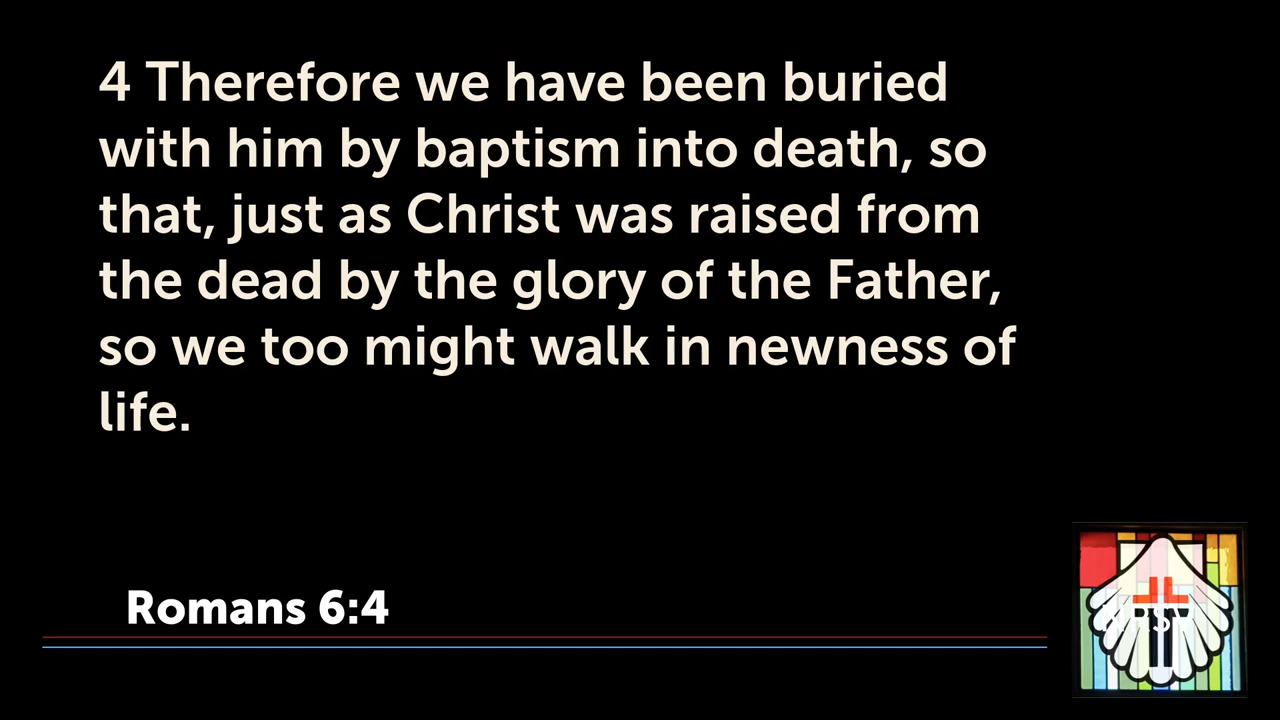 4 Therefore we have been buried
with him by baptism into death, so
that, just as Christ was raised from
the dead by the glory of the Father,
so we too might walk in newness of
life.
Romans 6:4
NRSV